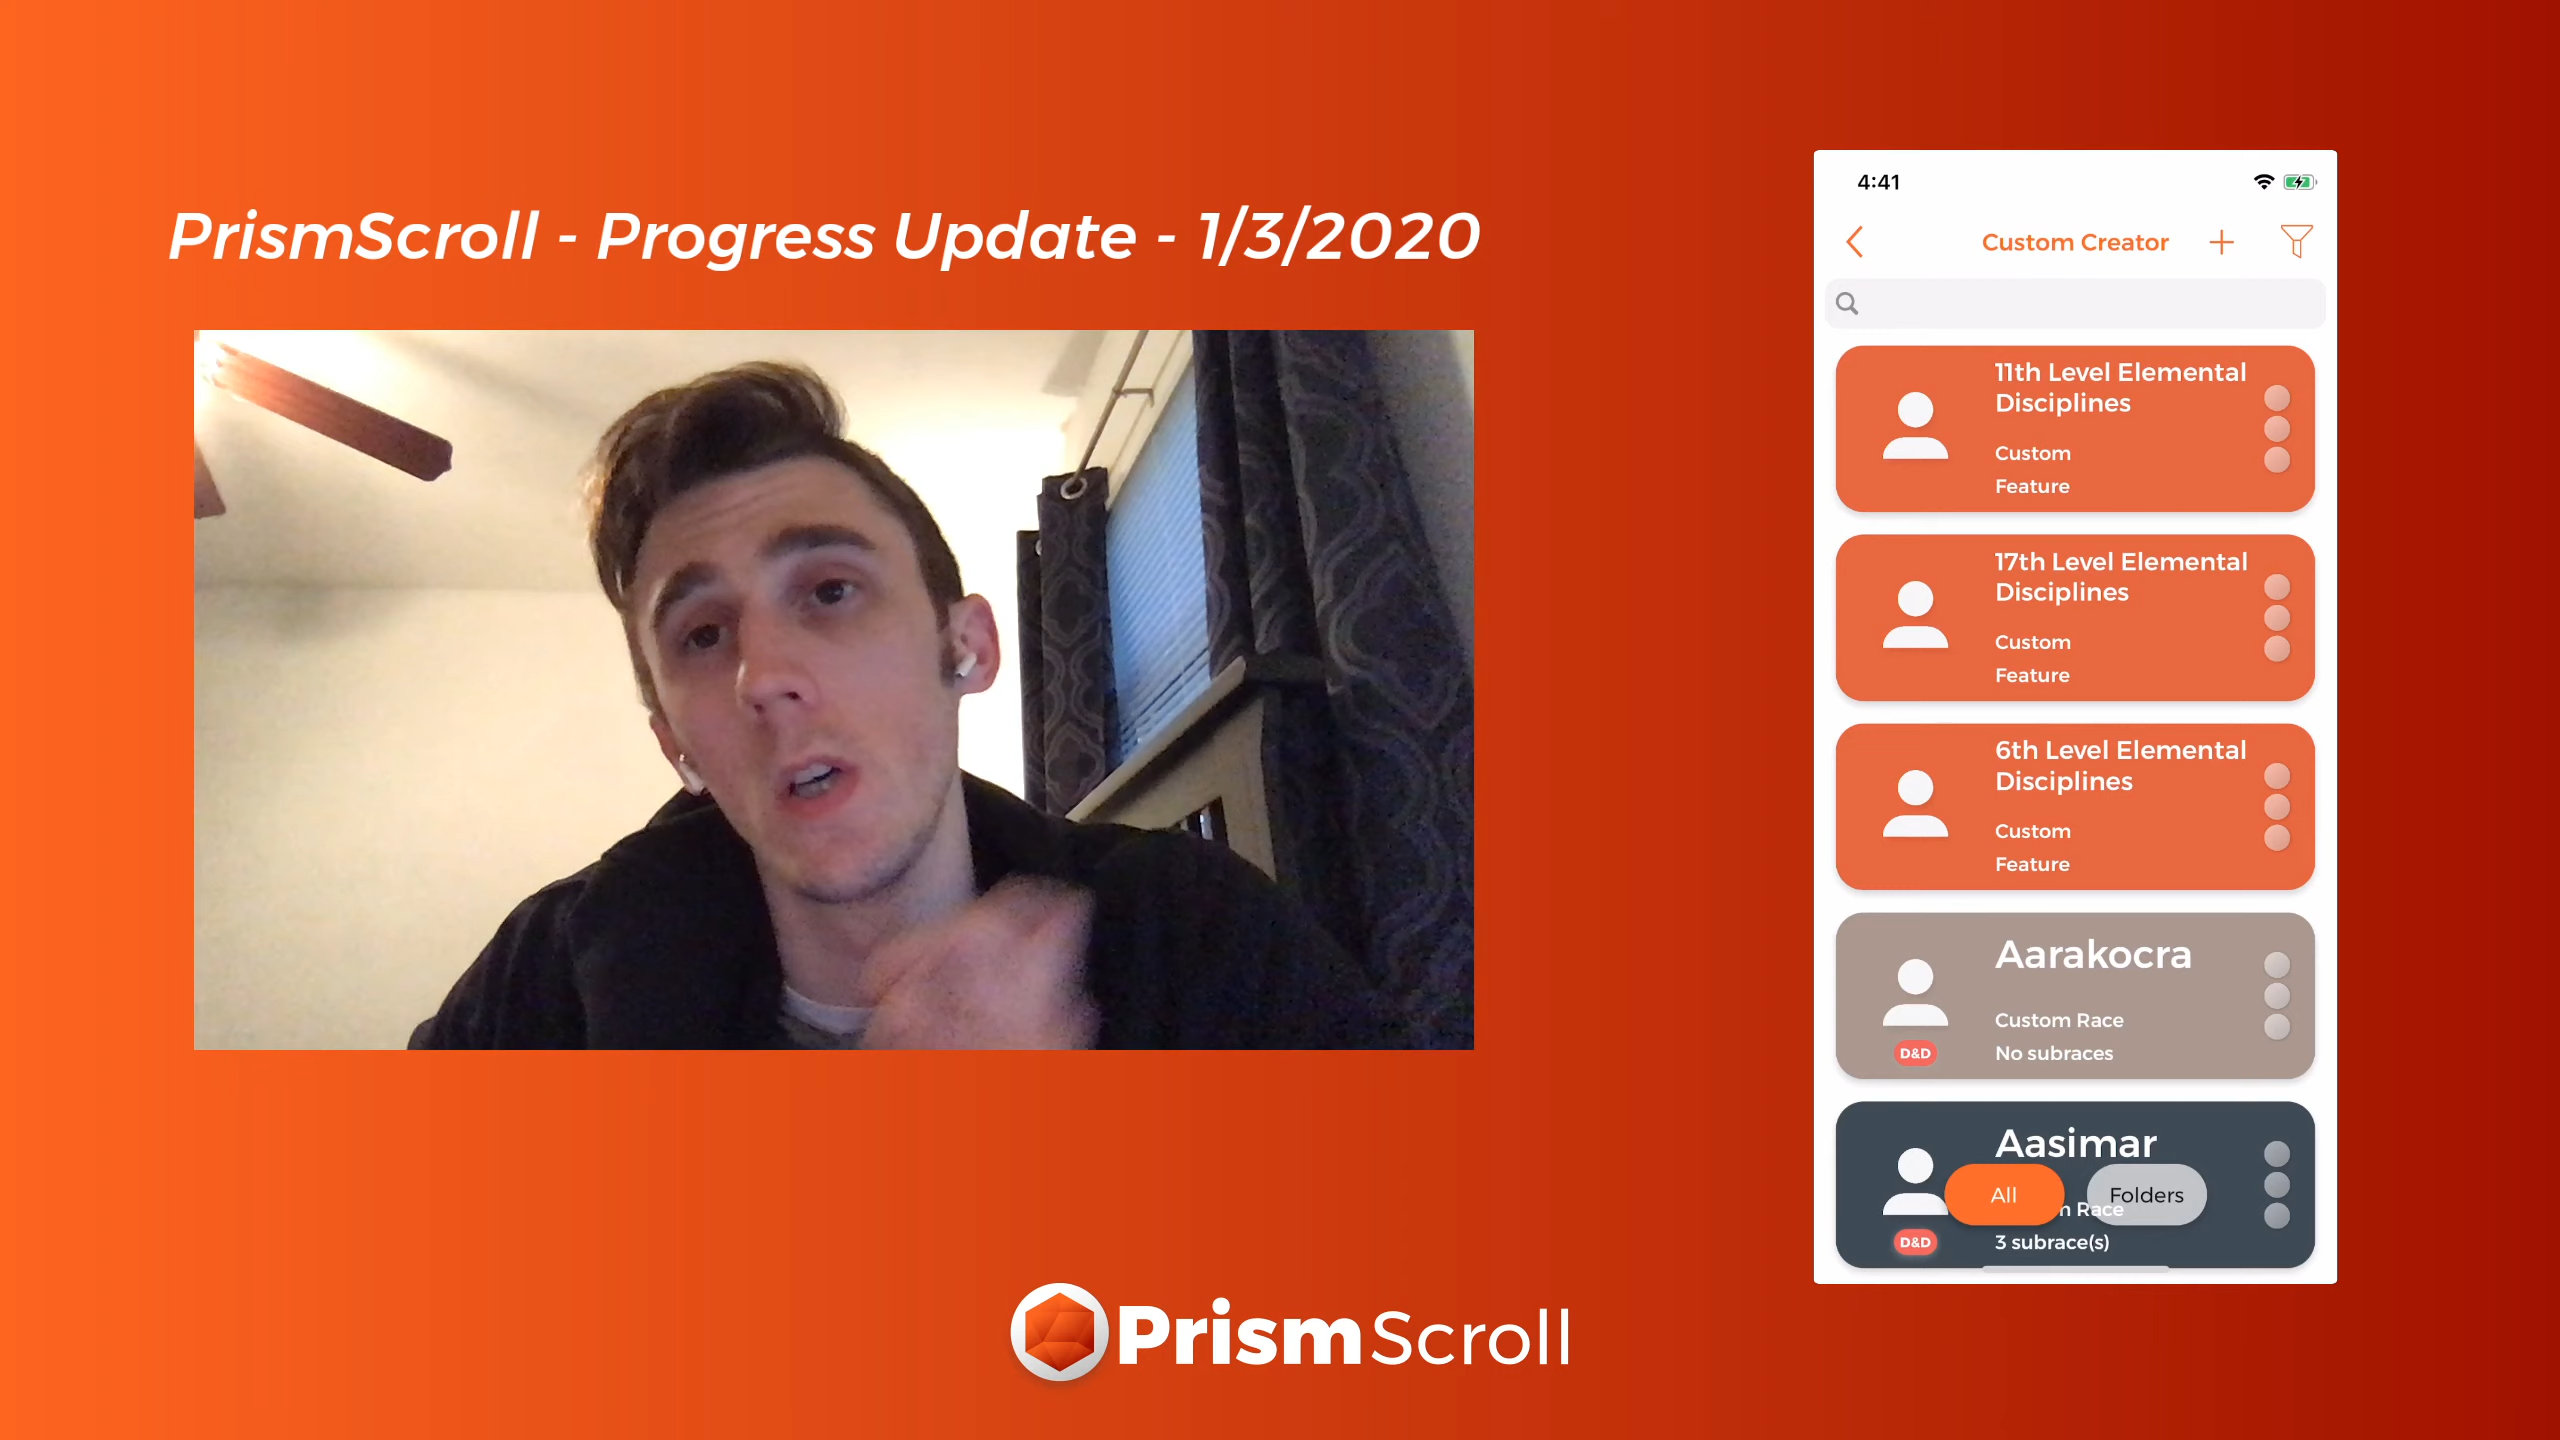 PrismScroll - Progress Update - 1/3/2020
4:41
Custom Creator
11th Level Elemental
Disciplines
Custom
Feature
17th Level Elemental
Disciplines
Custom
Feature
6th Level Elemental
Disciplines
Custom
Feature
Aarakocra
Custom Race
D&D
No subraces
Aasimar
All
Folders
n Race
D&D
3 subrace(s)
PrismScroll